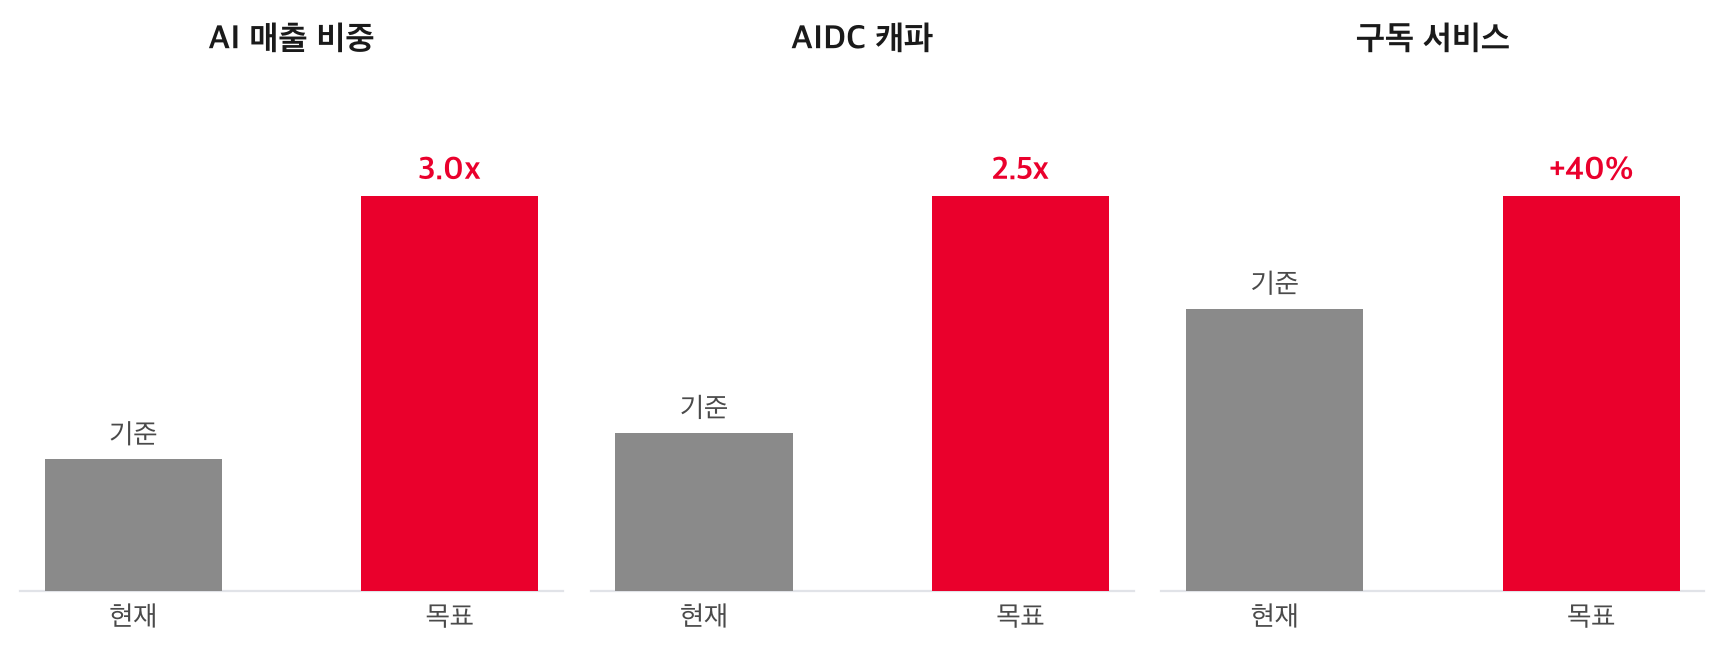 AI 매출 비중
3.0x
기준
현재
목표
AIDC 캐파
2.5x
기준
현재
목표
구독 서비스
+40%
기준
현재
목표